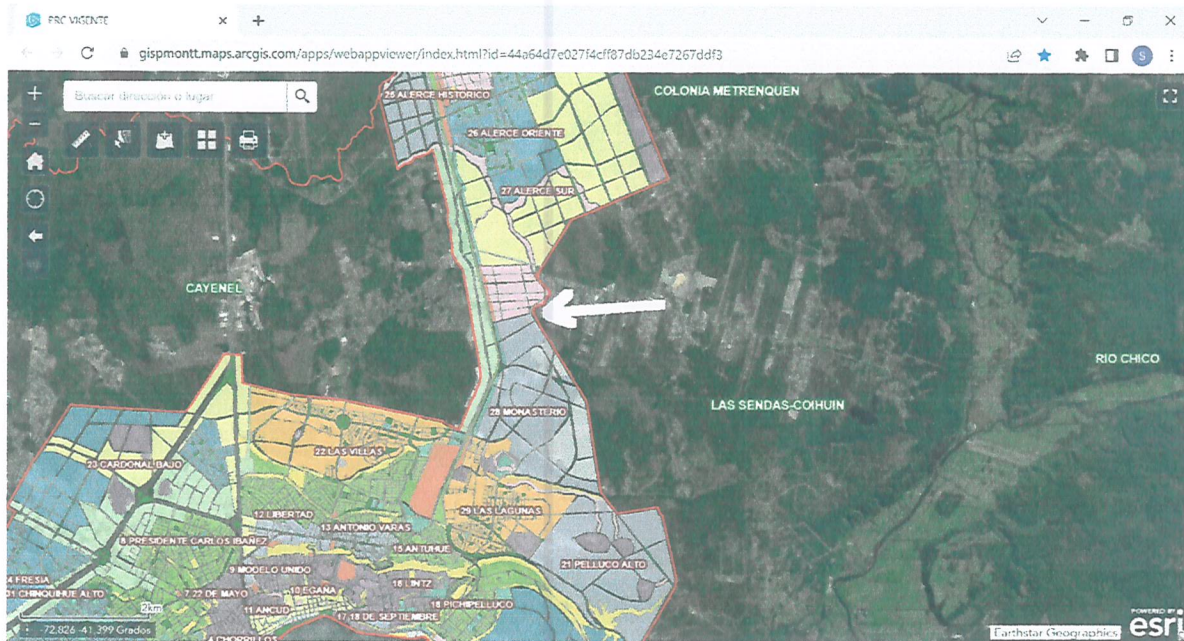 PRC VIGENTE
gispmontt.maps.arcgis.com/apps/webappviewer/index.html?id=44a64d7e027f4cff87db234e7267ddf3
S
Buscar dirección o lugar
25 ALERCE HISTORICO
COLONIA METRENQUEN
26 ALERCE ORIENTE
27 ALERCE SUR
CAYENEL
RIO CHICO
LAS SENDAS-COIHUIN
28 MONASTERIO
22 LAS VILLAS
23 CARDONAL BAJO
29 LAS LAGUNAS
12 LIBERTAD
13 ANTONIO VARAS
8 PRESIDENTE CARLOS IBAÑEZ
15 ANTUHUE
21 PELLUCO ALTO
9 MODELO UNIDO
4 FRESIA
10 EGAÑA
16 LINTZ
31 CHINQUIHUE ALTO
7, 22 DE MAYO
18 PICHIPELLUCO
11 ANCUD
17 18 DE SEPTIEMBRE
2km
-72,826 -41,399 Grados
4 CHORRILLOS
Earthstar Geographics
POWERED BY
esri